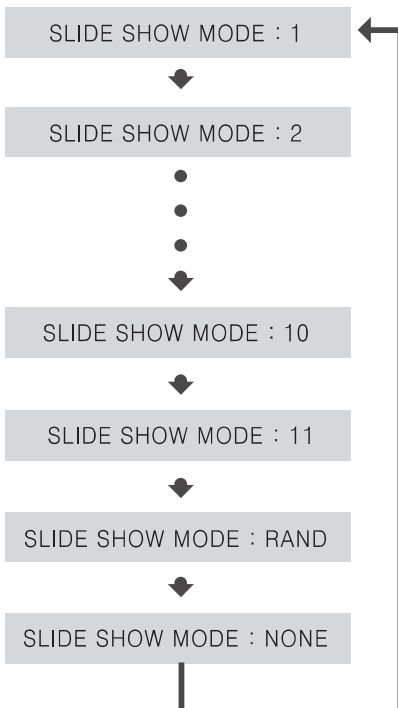 SLIDE SHOW MODE : 1
SLIDE SHOW MODE : 2
SLIDE SHOW MODE : 10
SLIDE SHOW MODE : 11
SLIDE SHOW MODE : RAND
SLIDE SHOW MODE : NONE